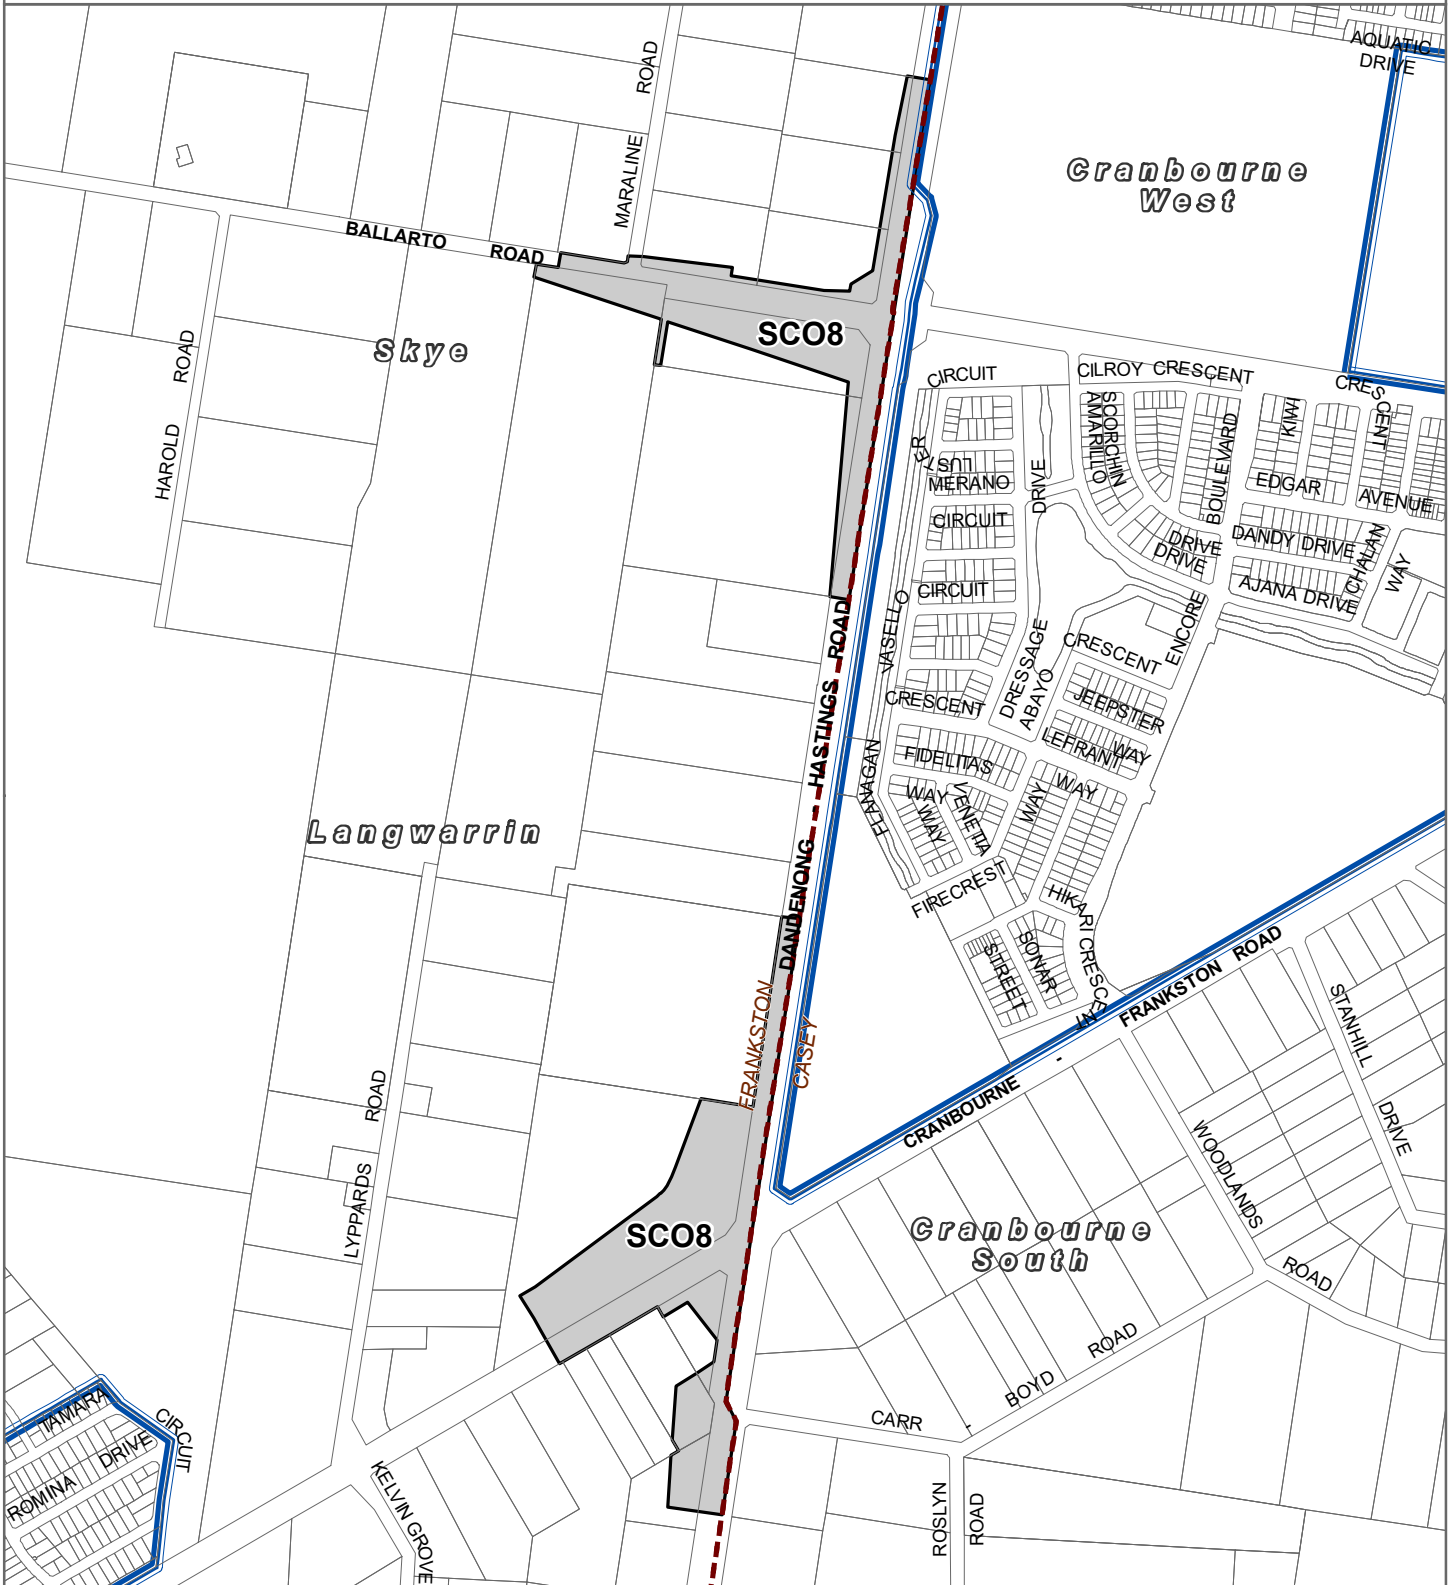 AQUATIC
DRIVE
ROAD
MARALINE
Cranbourne
West
BALLARTO
ROAD
SCO8
Skye
ROAD
HAROLD
CIRCUIT
CILROY CRESCENT
CRESCENT
LUSTER
MERANO
CIRCUIT
CIRCUIT
DRIVE
AMARILLO
SCORCHIN
BOULEVARD
KIWI
EDGAR
AVENUE
DRIVE
DRIVE
DANDY DRIVE
AJANA DRIVE
CHALAN
WAY
VASELLO
CRESCENT
DRESSAGE
ABAYO
CRESCENT
ENCORE
JEEPSTER
LEFRANT WAY
FIDELITAS
WAY
FLANAGAN
WAY
WAY
VENETIA
WAY
FIRECREST
HIKARI CRESCENT
SONAR
STREET
DANDENONG - HASTINGS ROAD
Langwarrin
FRANKSTON
CASEY
CRANBOURNE - FRANKSTON ROAD
STANHILL
DRIVE
WOODLANDS
ROAD
ROAD
LYPPARDS
SCO8
Cranbourne
South
CARR - BOYD ROAD
TAMARA
CIRCUIT
ROMINA DRIVE
KELVIN GROVE
ROSLYN
ROAD